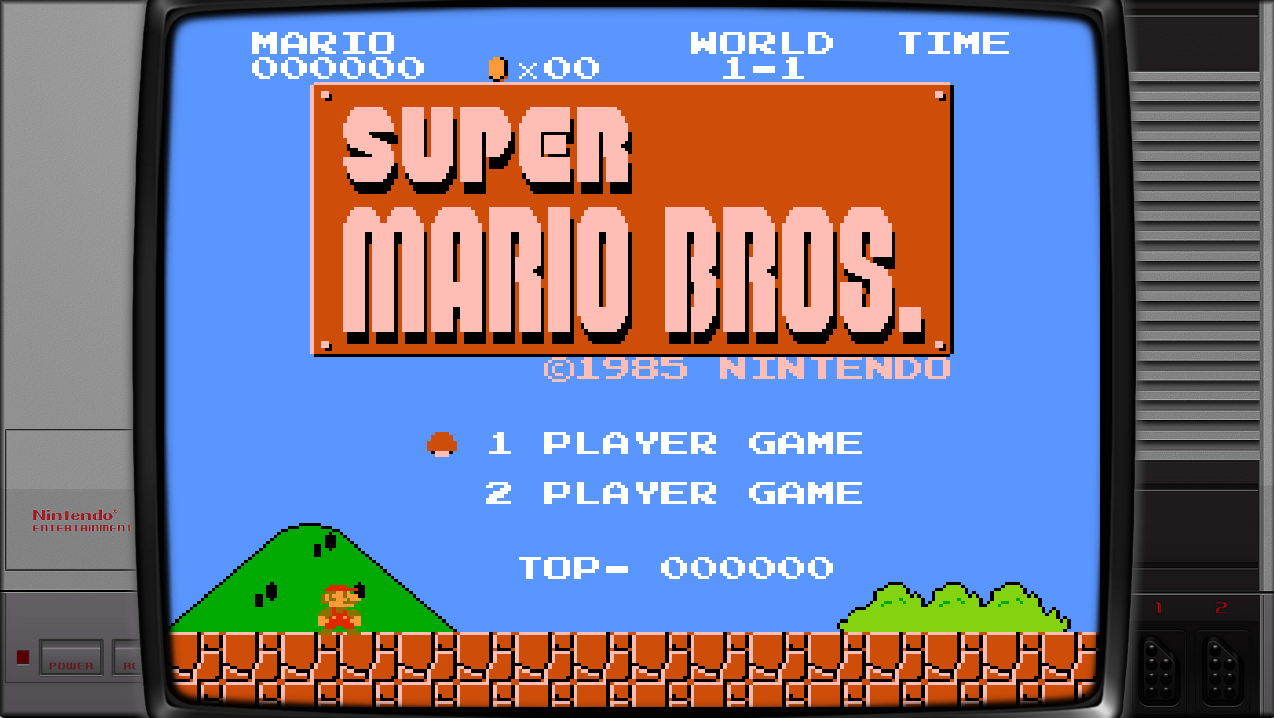 MARIO WORLD TIME
000000 ×00 1-1
SUPER
MARIO BROS.
©1985 NINTENDO
1 PLAYER GAME
2 PLAYER GAME
TOP- 000000
Nintendo®
ENTERTAINMENT
POWER
1 2